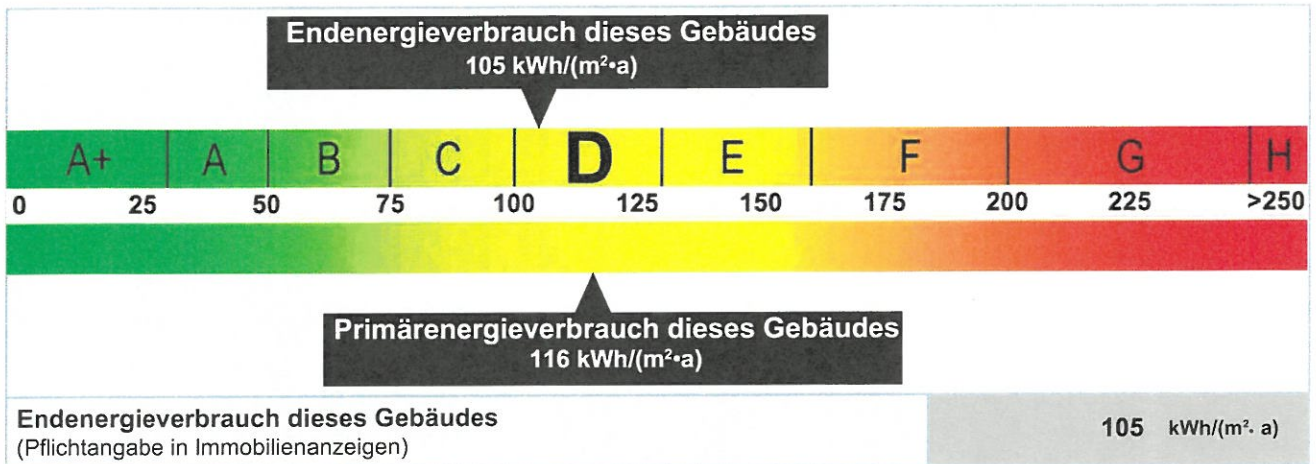 Endenergieverbrauch dieses Gebäudes
105 kWh/(m²•a)
A+ A B C D E F G H
0 25 50 75 100 125 150 175 200 225 >250
Primärenergieverbrauch dieses Gebäudes
116 kWh/(m²•a)
Endenergieverbrauch dieses Gebäudes
(Pflichtangabe in Immobilienanzeigen)
105 kWh/(m²· a)